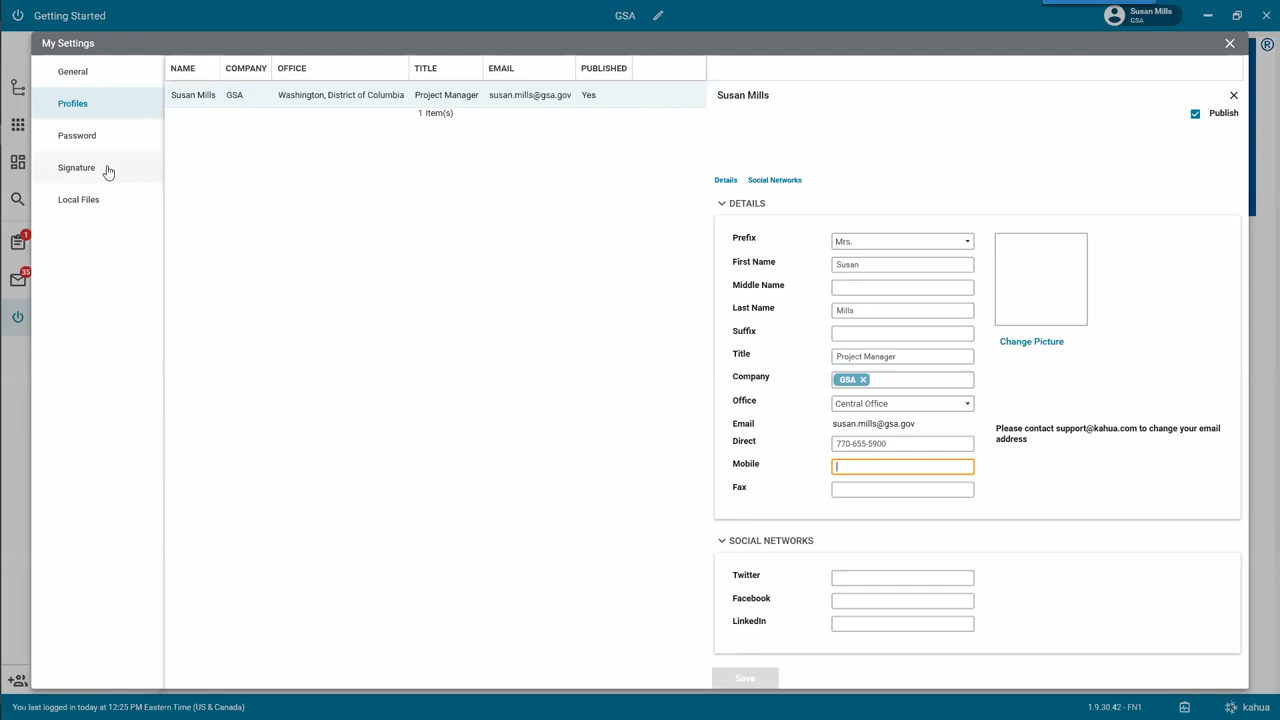 Getting Started
GSA
Susan Mills
GSA
My Settings
General
Profiles
Password
Signature
Local Files
1
35
NAME COMPANY OFFICE TITLE EMAIL PUBLISHED
Susan Mills GSA Washington, District of Columbia Project Manager susan.mills@gsa.gov Yes
1 Item(s)
Susan Mills
Publish
Details Social Networks
DETAILS
Prefix Mrs.
First Name Susan
Middle Name
Last Name Mills
Suffix
Title Project Manager
Company GSA
Office Central Office
Email susan.mills@gsa.gov
Direct 770-655-5900
Mobile
Fax
Change Picture
Please contact support@kahua.com to change your email
address
SOCIAL NETWORKS
Twitter
Facebook
LinkedIn
Save
You last logged in today at 12:25 PM Eastern Time (US & Canada)
1.9.30.42 - FN1
kahua